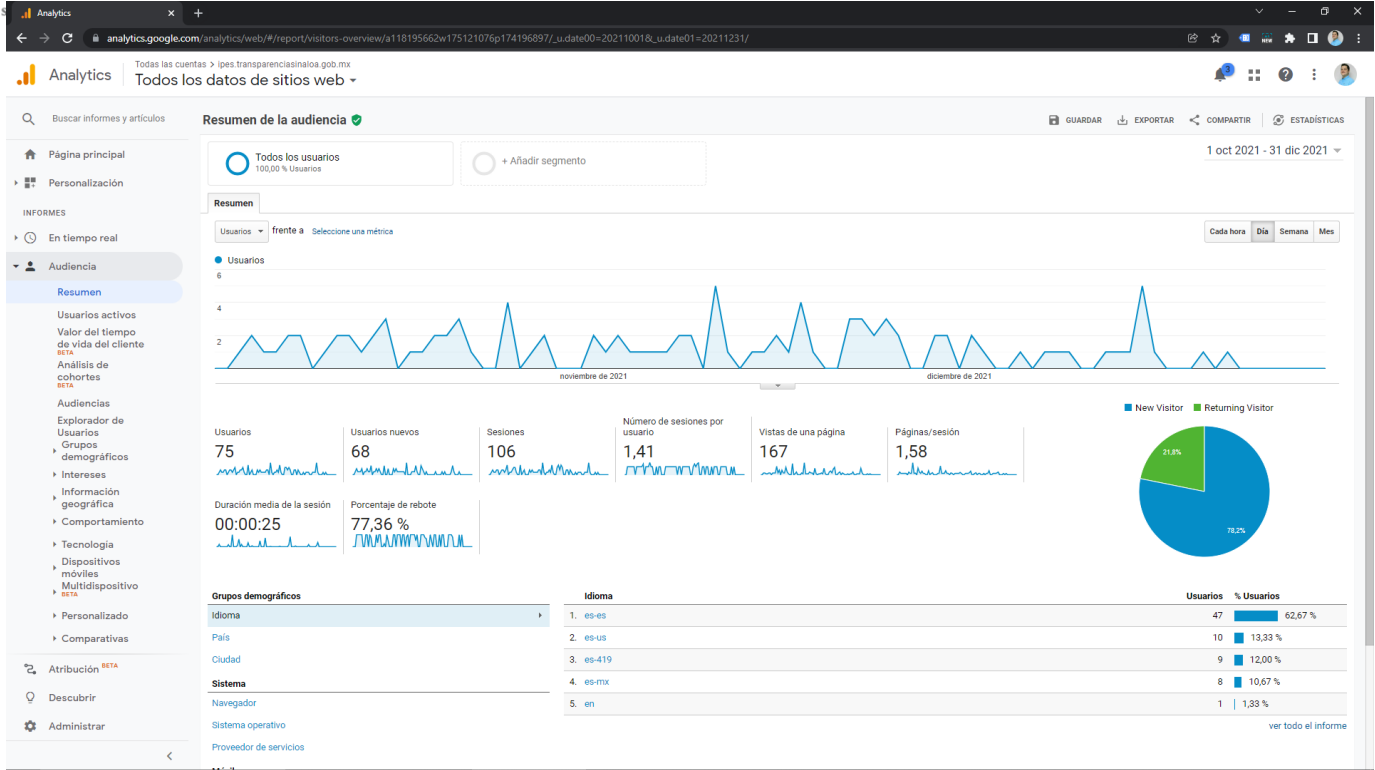 Analytics
analytics.google.com/analytics/web/#/report/visitors-overview/a118195662w175121076p174196897/_u.date00=20211001&_u.date01=20211231/
NEW
Analytics
Todas las cuentas > ipes.transparenciasinaloa.gob.mx
Todos los datos de sitios web
3
Buscar informes y artículos
Página principal
Personalización
INFORMES
En tiempo real
Audiencia
Resumen
Usuarios activos
Valor del tiempo
de vida del cliente
BETA
Análisis de
cohortes
BETA
Audiencias
Explorador de
Usuarios
Grupos
demográficos
Intereses
Información
geográfica
Comportamiento
Tecnología
Dispositivos
móviles
Multidispositivo
BETA
Personalizado
Comparativas
Atribución BETA
Descubrir
Administrar
Resumen de la audiencia
GUARDAR
EXPORTAR
COMPARTIR
ESTADÍSTICAS
Todos los usuarios
100,00 % Usuarios
+ Añadir segmento
1 oct 2021 - 31 dic 2021
Resumen
Usuarios frente a Seleccione una métrica
Cada hora Día Semana Mes
Usuarios
6
4
2
noviembre de 2021
diciembre de 2021
New Visitor Returning Visitor
21,8%
78,2%
Usuarios
75
Usuarios nuevos
68
Sesiones
106
Número de sesiones por
usuario
1,41
Vistas de una página
167
Páginas/sesión
1,58
Duración media de la sesión
00:00:25
Porcentaje de rebote
77,36 %
Grupos demográficos
Idioma
País
Ciudad
Sistema
Navegador
Sistema operativo
Proveedor de servicios
Idioma Usuarios % Usuarios
1. es-es 47 62,67 %
2. es-us 10 13,33 %
3. es-419 9 12,00 %
4. es-mx 8 10,67 %
5. en 1 1,33 %
ver todo el informe